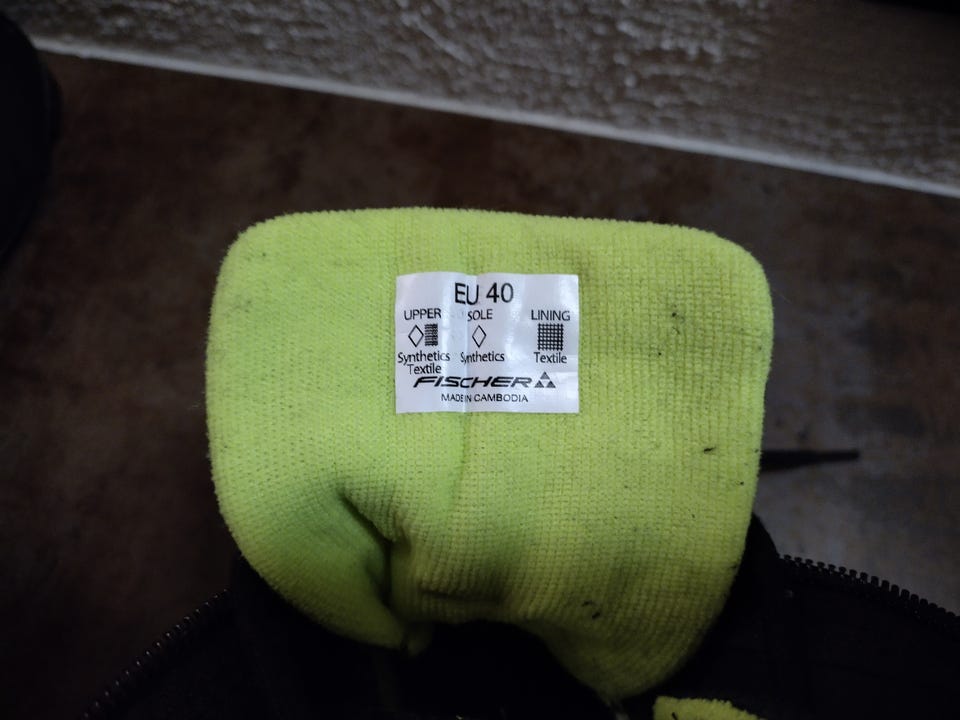 EU 40
UPPER SOLE LINING
Synthetics Synthetics Textile
Textile
FISCHER
MADE IN CAMBODIA